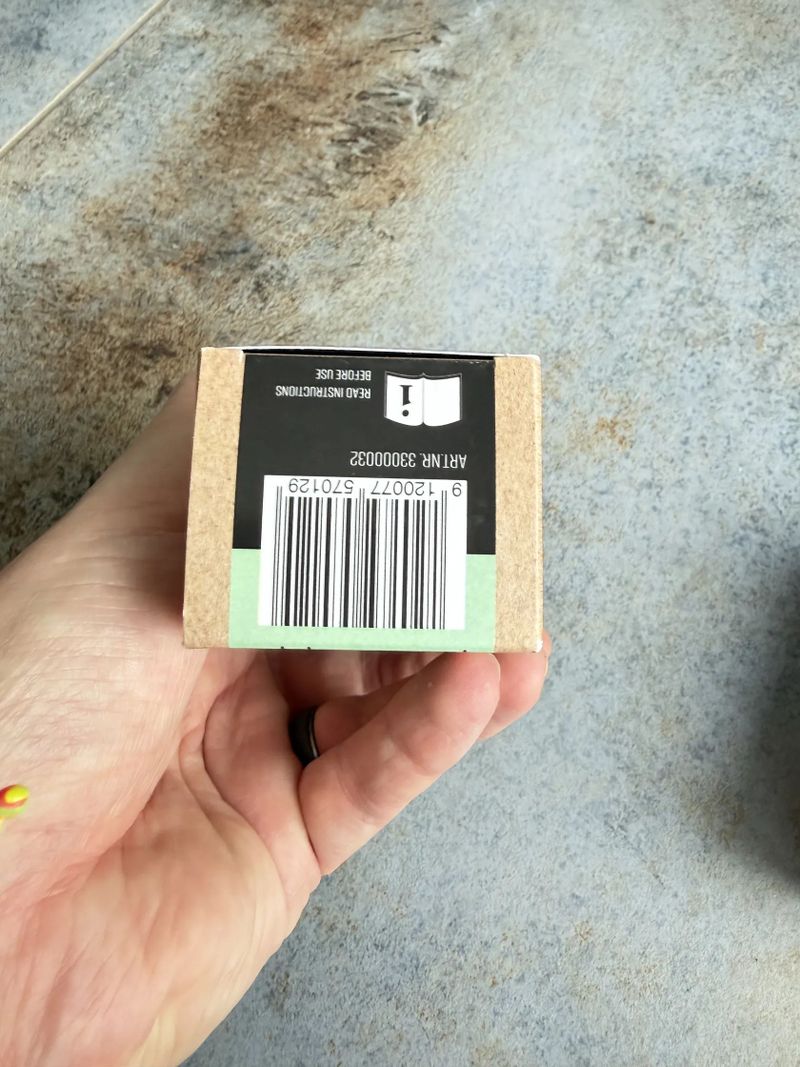 9 120077 570129
ART.NR. 33000032
i
READ INSTRUCTIONS
BEFORE USE